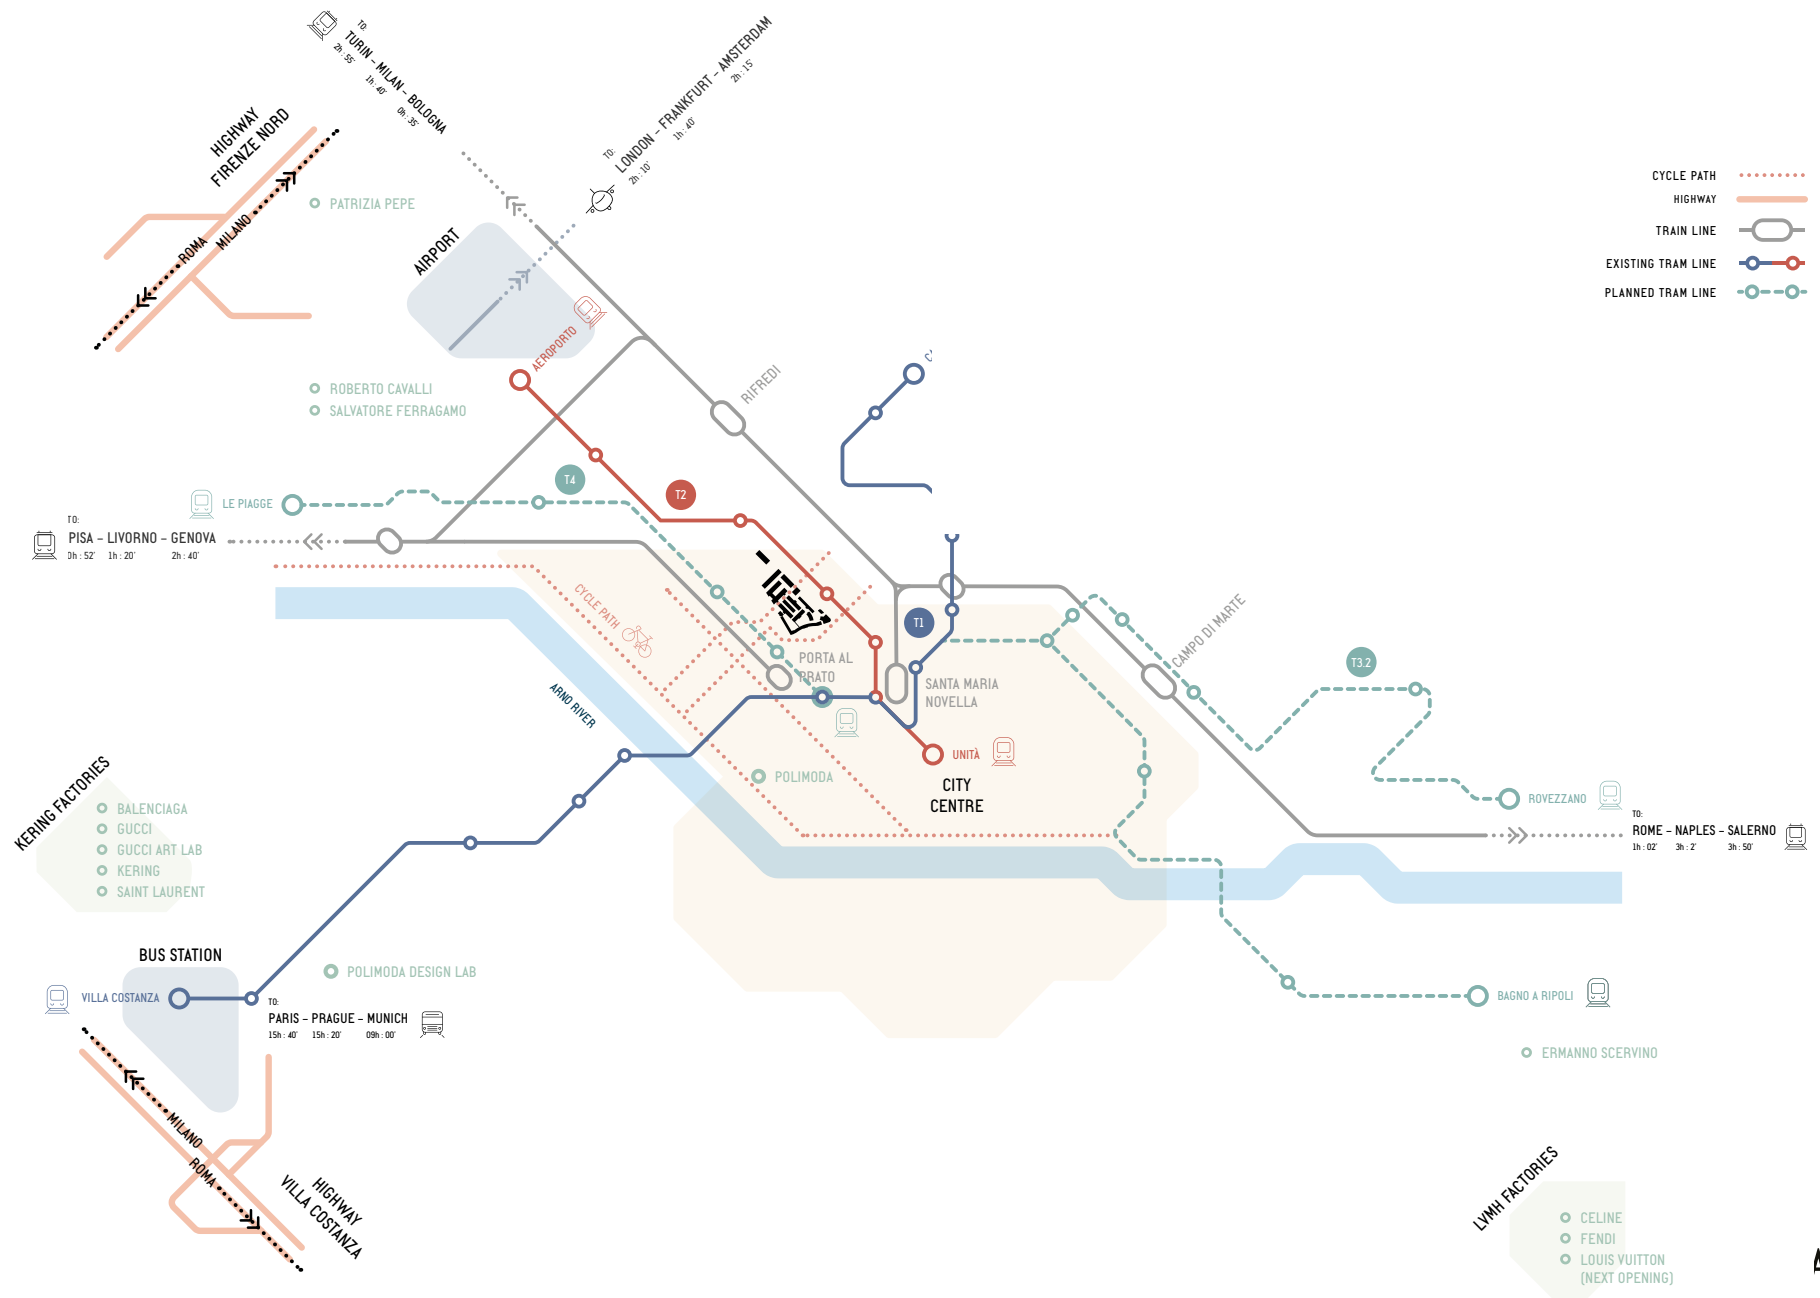 TO:
TURIN – MILAN – BOLOGNA
2h : 55' 1h : 40' 0h : 35'
TO:
LONDON – FRANKFURT – AMSTERDAM
2h : 10' 1h : 40' 2h : 15'
HIGHWAY
FIRENZE NORD
ROMA MILANO
PATRIZIA PEPE
AIRPORT
AEROPORTO
CYCLE PATH
HIGHWAY
TRAIN LINE
EXISTING TRAM LINE
PLANNED TRAM LINE
RIFREDI
ROBERTO CAVALLI
SALVATORE FERRAGAMO
T4
T2
LE PIAGGE
TO:
PISA – LIVORNO – GENOVA
0h : 52' 1h : 20' 2h : 40'
CYCLE PATH
T1
CAMPO DI MARTE
T3.2
PORTA AL
PRATO
SANTA MARIA
NOVELLA
ARNO RIVER
UNITÀ
CITY
CENTRE
POLIMODA
ROVEZZANO
TO:
ROME – NAPLES – SALERNO
1h : 02' 3h : 2' 3h : 50'
KERING FACTORIES
BALENCIAGA
GUCCI
GUCCI ART LAB
KERING
SAINT LAURENT
BUS STATION
VILLA COSTANZA
POLIMODA DESIGN LAB
TO:
PARIS – PRAGUE – MUNICH
15h : 40' 15h : 20' 09h : 00'
BAGNO A RIPOLI
ERMANNO SCERVINO
MILANO
ROMA
HIGHWAY
VILLA COSTANZA
LVMH FACTORIES
CELINE
FENDI
LOUIS VUITTON
(NEXT OPENING)